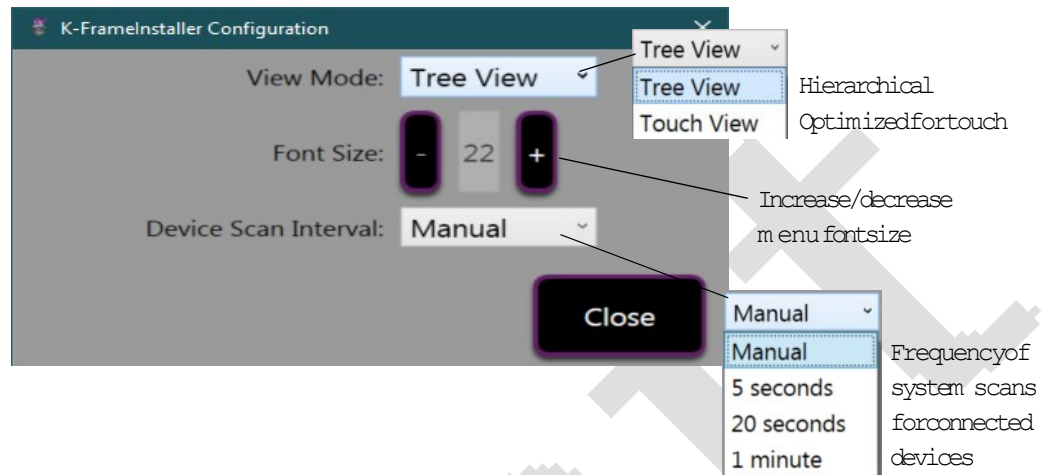 K-FrameInstaller Configuration
View Mode: Tree View
Tree View
Tree View
Touch View
Hierarchical
Optimizedfortouch
Font Size: - 22 +
Increase/decrease
menu fontsize
Device Scan Interval: Manual
Close
Manual
Manual
5 seconds
20 seconds
1 minute
Frequencyof
system scans
forconnected
devices